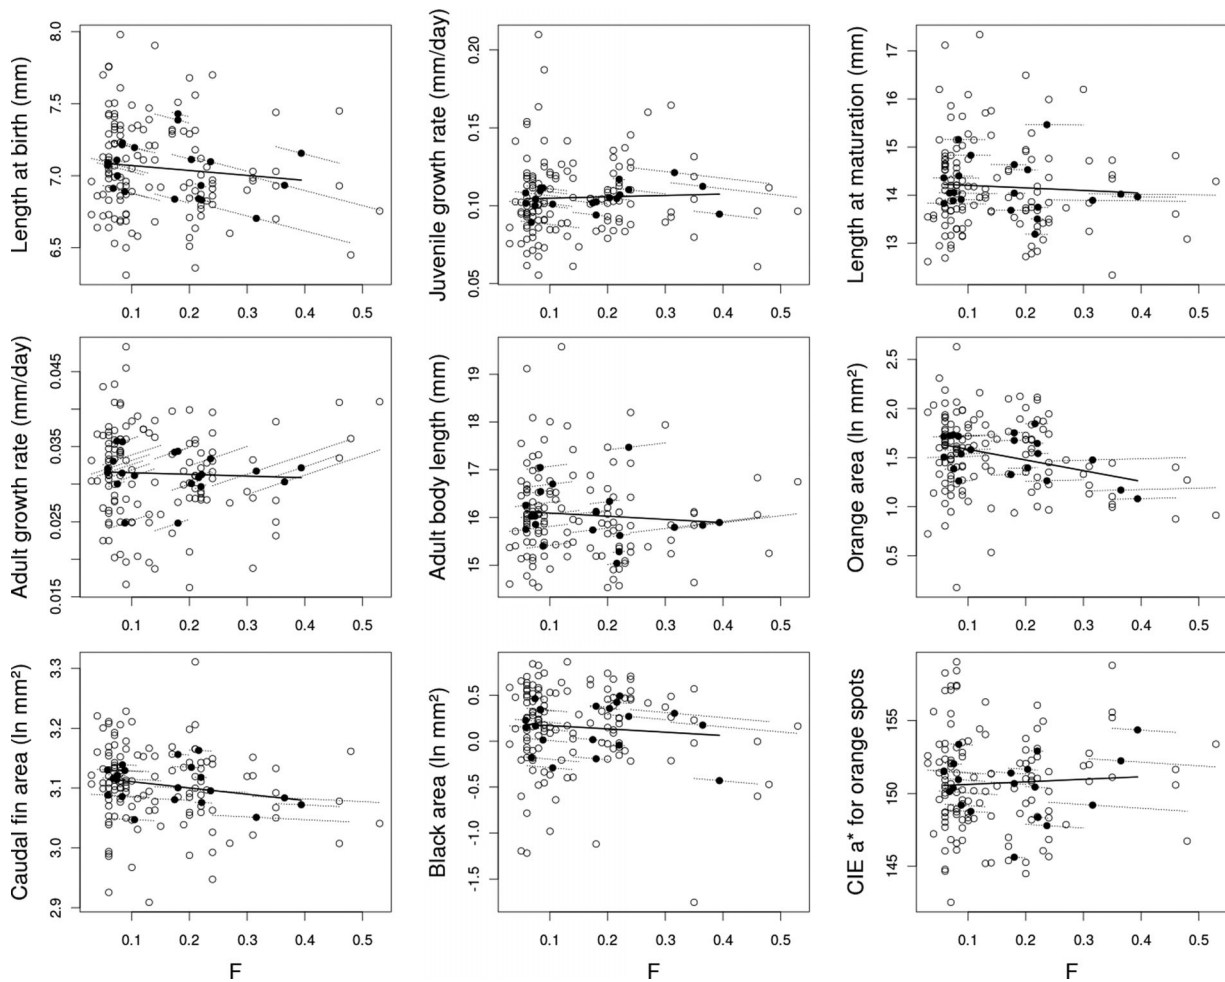 Length at birth (mm)
8.0
7.5
7.0
6.5
0.1 0.2 0.3 0.4 0.5
Juvenile growth rate (mm/day)
0.20
0.15
0.10
0.05
0.1 0.2 0.3 0.4 0.5
Length at maturation (mm)
17
16
15
14
13
0.1 0.2 0.3 0.4 0.5
Adult growth rate (mm/day)
0.045
0.035
0.025
0.015
0.1 0.2 0.3 0.4 0.5
Adult body length (mm)
19
18
17
16
15
0.1 0.2 0.3 0.4 0.5
Orange area (ln mm²)
2.5
2.0
1.5
1.0
0.5
0.1 0.2 0.3 0.4 0.5
Caudal fin area (ln mm²)
3.3
3.2
3.1
3.0
2.9
0.1 0.2 0.3 0.4 0.5
F
Black area (ln mm²)
0.5
0.0
-0.5
-1.0
-1.5
0.1 0.2 0.3 0.4 0.5
CIE a* for orange spots
155
150
145
0.1 0.2 0.3 0.4 0.5
F